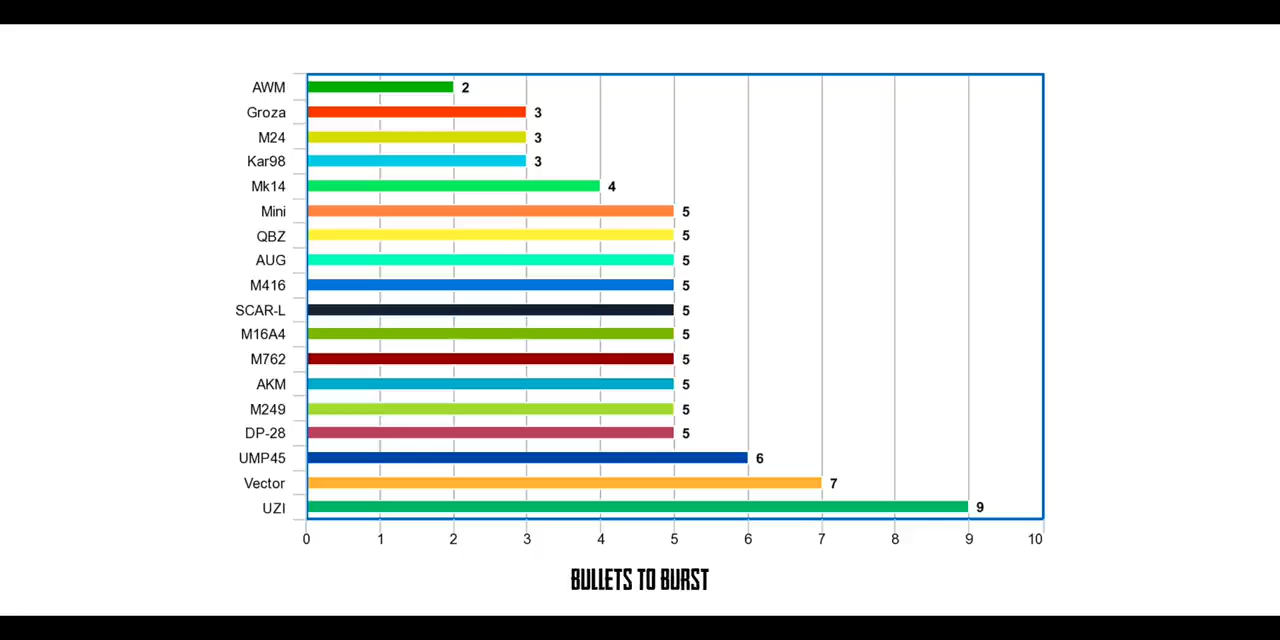 AWM 2
Groza 3
M24 3
Kar98 3
Mk14 4
Mini 5
QBZ 5
AUG 5
M416 5
SCAR-L 5
M16A4 5
M762 5
AKM 5
M249 5
DP-28 5
UMP45 6
Vector 7
UZI 9
0 1 2 3 4 5 6 7 8 9 10
BULLETS TO BURST